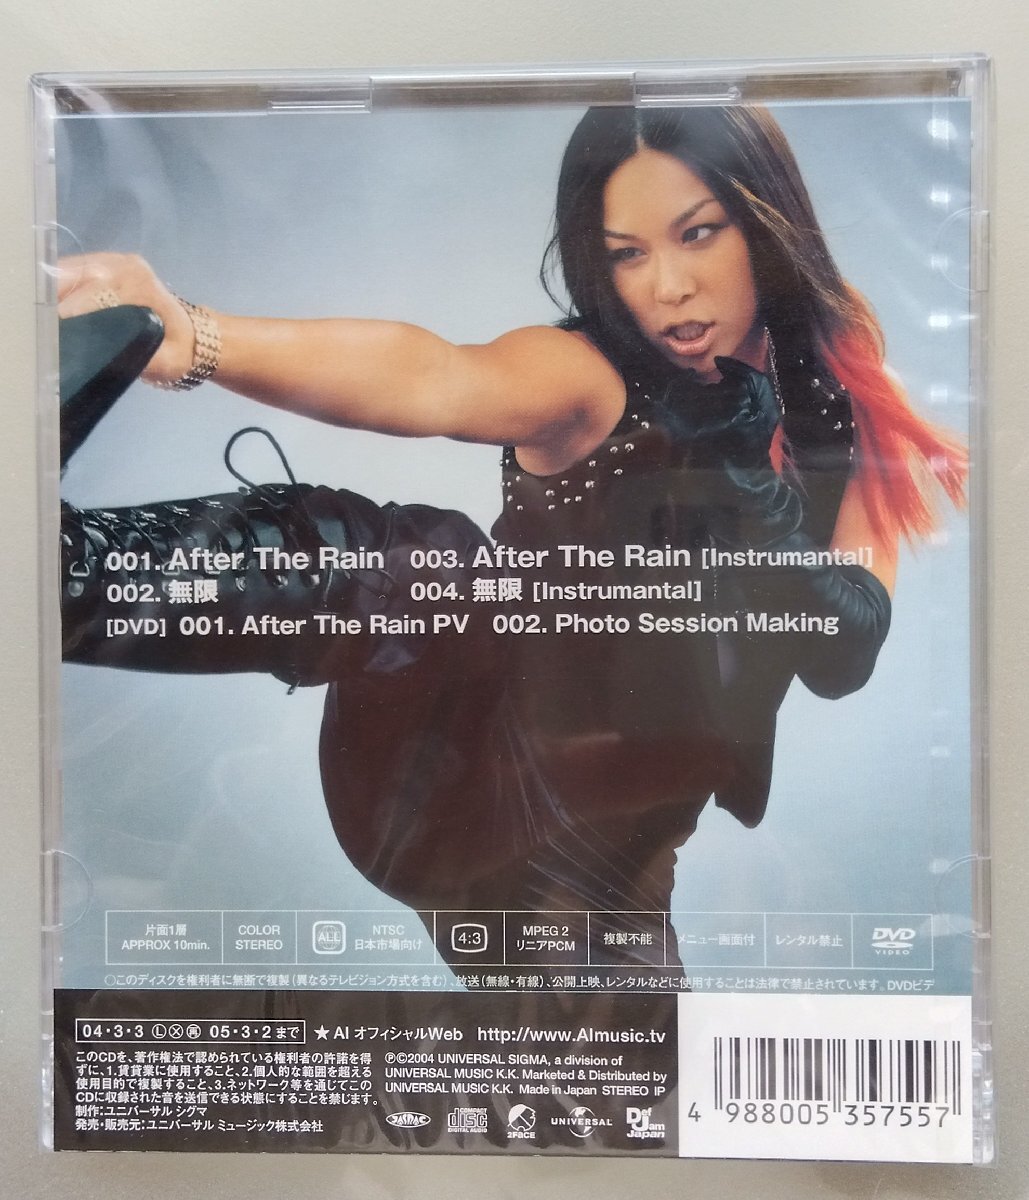 001. After The Rain 003. After The Rain [Instrumantal]
002. 無限 004. 無限 [Instrumantal]
[DVD] 001. After The Rain PV 002. Photo Session Making
片面1層
APPROX 10min.
COLOR
STEREO
ALL
NTSC
日本市場向け
4:3
MPEG 2
リニアPCM
複製不能
メニュー画面付
レンタル禁止
DVD
VIDEO
○このディスクを権利者に無断で複製(異なるテレビジョン方式を含む)、放送(無線・有線)、公開上映、レンタルなどに使用することは法律で禁止されています。DVDビデ
04・3・3 Ⓛ Ⓧ ㊝ 05・3・2 まで
★ AI オフィシャルWeb http://www.AImusic.tv
このCDを、著作権法で認められている権利者の許諾を得
ずに、1.賃貸業に使用すること、2.個人的な範囲を超える
使用目的で複製すること、3.ネットワーク等を通じてこの
CDに収録された音を送信できる状態にすることを禁じます。
制作:ユニバーサル シグマ
発売・販売元:ユニバーサル ミュージック株式会社
ⓅⒸ2004 UNIVERSAL SIGMA, a division of
UNIVERSAL MUSIC K.K. Marketed & Distributed by
UNIVERSAL MUSIC K.K. Made in Japan STEREO IP
JASRAC
COMPACT
disc
DIGITAL AUDIO
2FACE
UNIVERSAL
Def
Jam
Japan
4 988005 357557